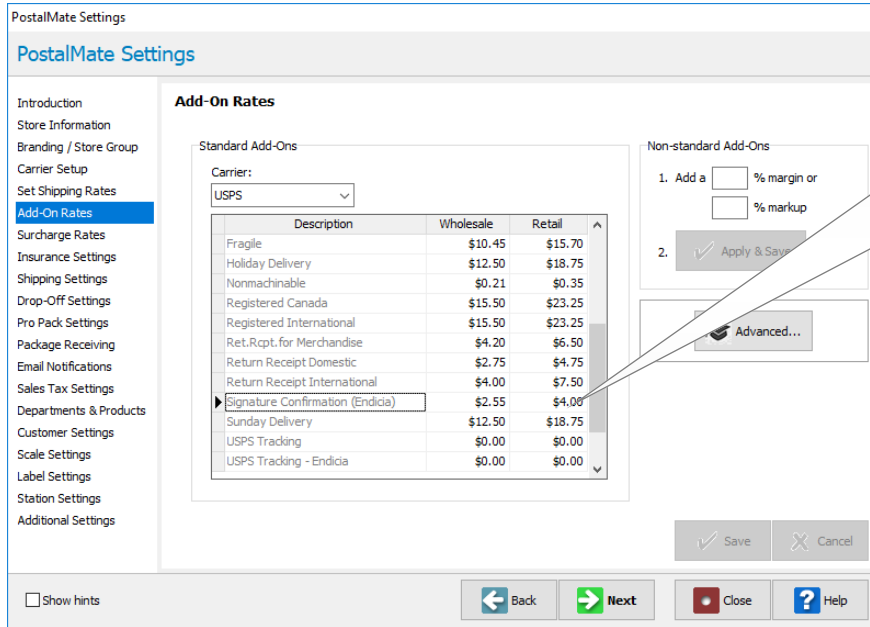 PostalMate Settings
PostalMate Settings
Introduction
Store Information
Branding / Store Group
Carrier Setup
Set Shipping Rates
Add-On Rates
Surcharge Rates
Insurance Settings
Shipping Settings
Drop-Off Settings
Pro Pack Settings
Package Receiving
Email Notifications
Sales Tax Settings
Departments & Products
Customer Settings
Scale Settings
Label Settings
Station Settings
Additional Settings
Add-On Rates
Standard Add-Ons
Carrier:
USPS
Description Wholesale Retail
Fragile $10.45 $15.70
Holiday Delivery $12.50 $18.75
Nonmachinable $0.21 $0.35
Registered Canada $15.50 $23.25
Registered International $15.50 $23.25
Ret.Rcpt.for Merchandise $4.20 $6.50
Return Receipt Domestic $2.75 $4.75
Return Receipt International $4.00 $7.50
Signature Confirmation (Endicia) $2.55 $4.00
Sunday Delivery $12.50 $18.75
USPS Tracking $0.00 $0.00
USPS Tracking - Endicia $0.00 $0.00
Non-standard Add-Ons
1. Add a % margin or
% markup
2. Apply & Save
Advanced...
Save Cancel
Show hints Back Next Close ? Help